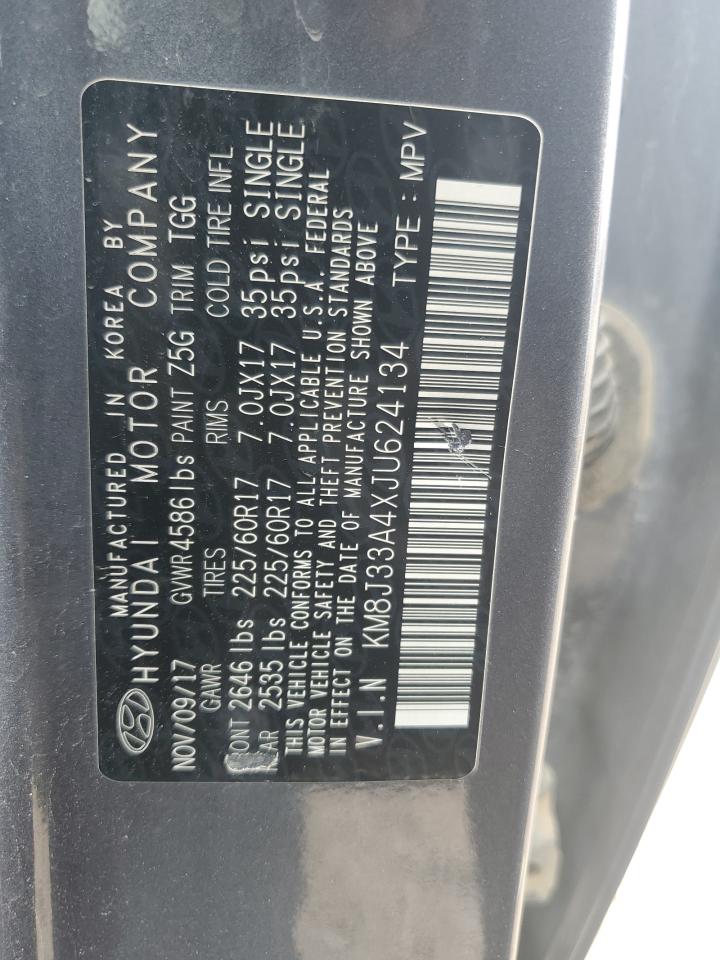 MANUFACTURED IN KOREA BY
HYUNDAI MOTOR COMPANY
NOV/09/17 GVWR4586lbs PAINT Z5G TRIM TGG
GAWR TIRES RIMS COLD TIRE INFL
ONT 2646 lbs 225/60R17 7.0JX17 35psi SINGLE
AR 2535 lbs 225/60R17 7.0JX17 35psi SINGLE
THIS VEHICLE CONFORMS TO ALL APPLICABLE U.S.A. FEDERAL
MOTOR VEHICLE SAFETY AND THEFT PREVENTION STANDARDS
IN EFFECT ON THE DATE OF MANUFACTURE SHOWN ABOVE
V.I.N KM8J33A4XJU624134 TYPE : MPV